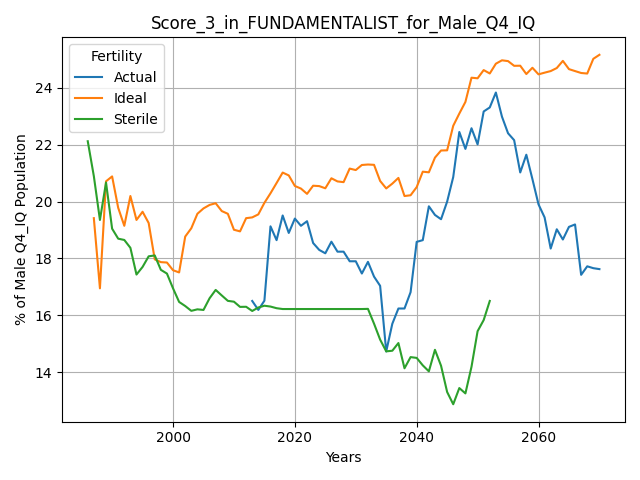 Score_3_in_FUNDAMENTALIST_for_Male_Q4_IQ
Fertility
Actual
Ideal
Sterile
% of Male Q4_IQ Population
24
22
20
18
16
14
2000 2020 2040 2060
Years